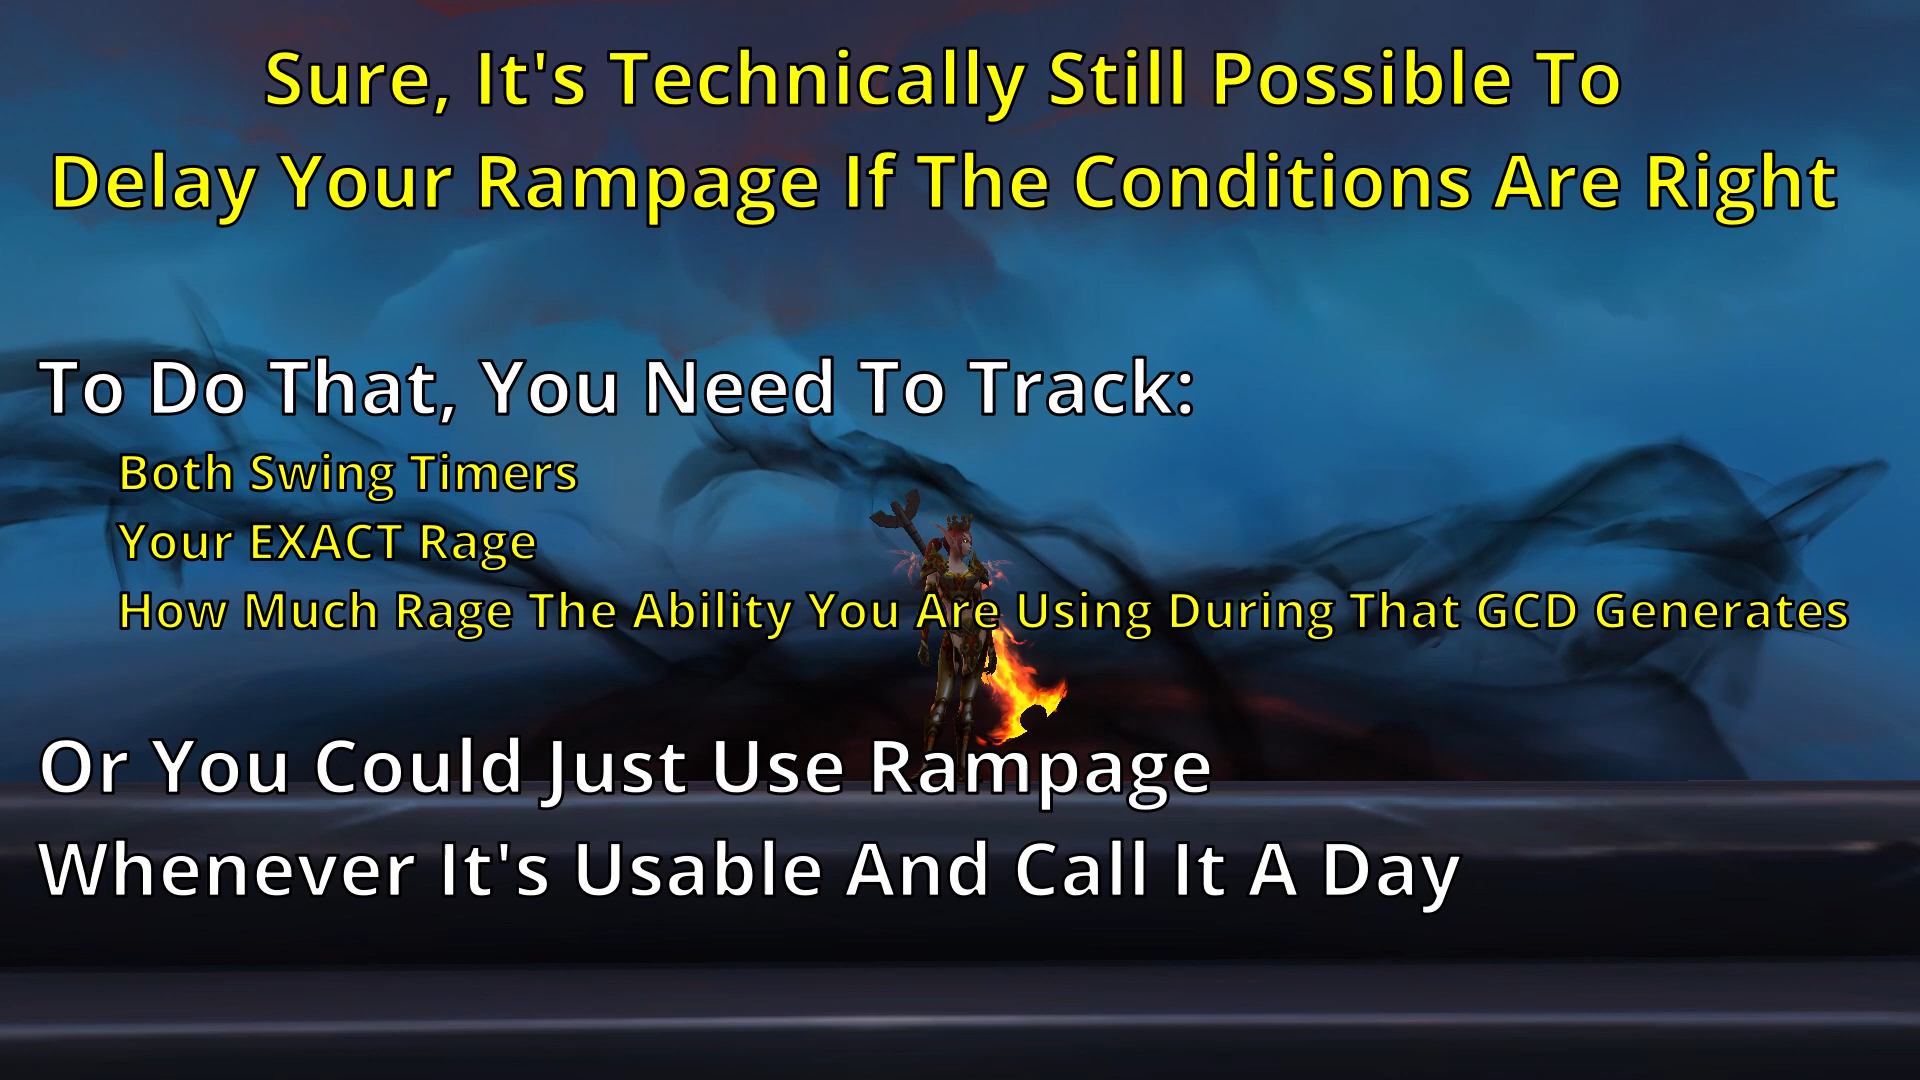 Sure, It's Technically Still Possible To
Delay Your Rampage If The Conditions Are Right
To Do That, You Need To Track:
Both Swing Timers
Your EXACT Rage
How Much Rage The Ability You Are Using During That GCD Generates
Or You Could Just Use Rampage
Whenever It's Usable And Call It A Day